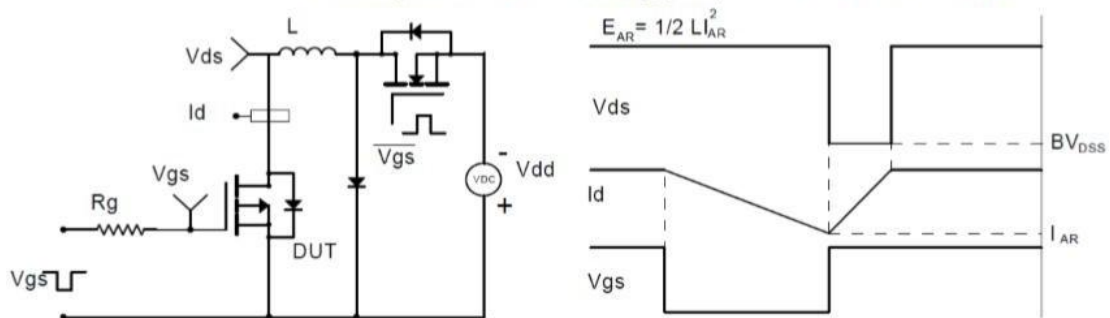 L
Vds
Id
Vgs
Vgs
Rg
DUT
Vgs
-
VDC
Vdd
+
E_AR = 1/2 LI_AR^2
Vds
BV_DSS
Id
I_AR
Vgs